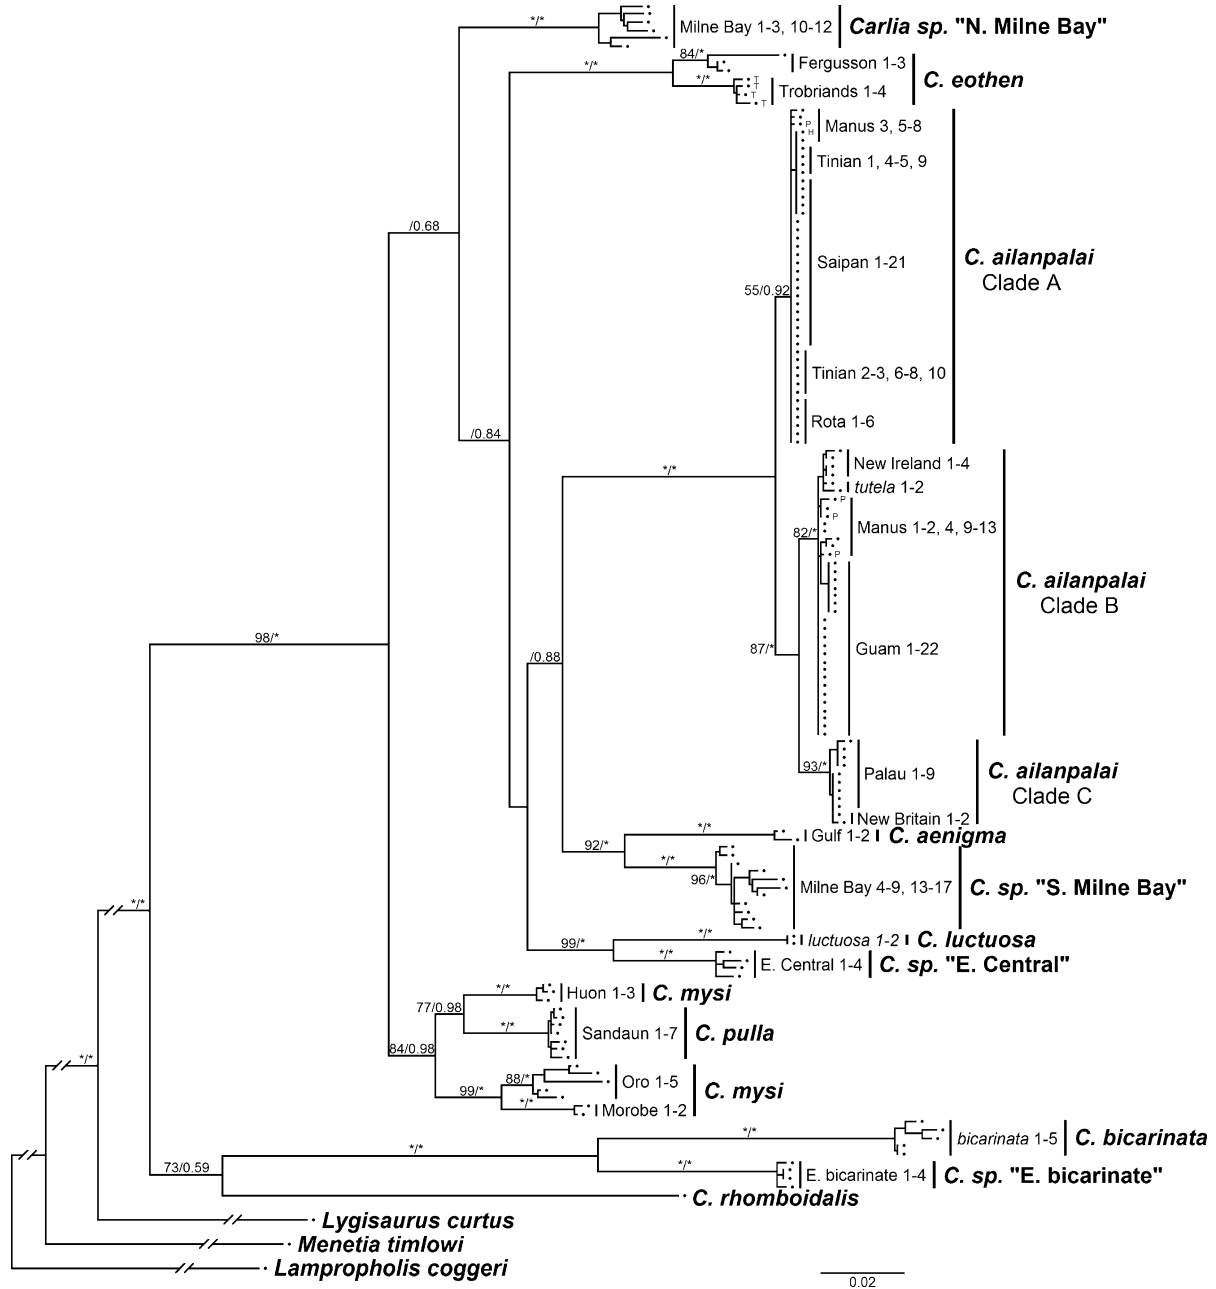 */*
Milne Bay 1-3, 10-12
Carlia sp. "N. Milne Bay"
84/*
Fergusson 1-3
*/*
*/*
T
T
T
T
Trobriands 1-4
C. eothen
P
H
Manus 3, 5-8
Tinian 1, 4-5, 9
/0.68
Saipan 1-21
C. ailanpalai
Clade A
55/0.92
Tinian 2-3, 6-8, 10
Rota 1-6
/0.84
*/*
New Ireland 1-4
tutela 1-2
P
P
P
82/*
Manus 1-2, 4, 9-13
C. ailanpalai
Clade B
98/*
87/*
Guam 1-22
/0.88
93/*
Palau 1-9
C. ailanpalai
Clade C
New Britain 1-2
*/*
Gulf 1-2
C. aenigma
92/*
*/*
96/*
Milne Bay 4-9, 13-17
C. sp. "S. Milne Bay"
*/*
*/*
luctuosa 1-2
C. luctuosa
99/*
*/*
E. Central 1-4
C. sp. "E. Central"
*/*
Huon 1-3
C. mysi
77/0.98
*/*
Sandaun 1-7
C. pulla
84/0.98
*/*
88/*
Oro 1-5
C. mysi
99/*
*/*
Morobe 1-2
*/*
bicarinata 1-5
C. bicarinata
*/*
73/0.59
*/*
E. bicarinate 1-4
C. sp. "E. bicarinate"
C. rhomboidalis
Lygisaurus curtus
Menetia timlowi
Lampropholis coggeri
0.02